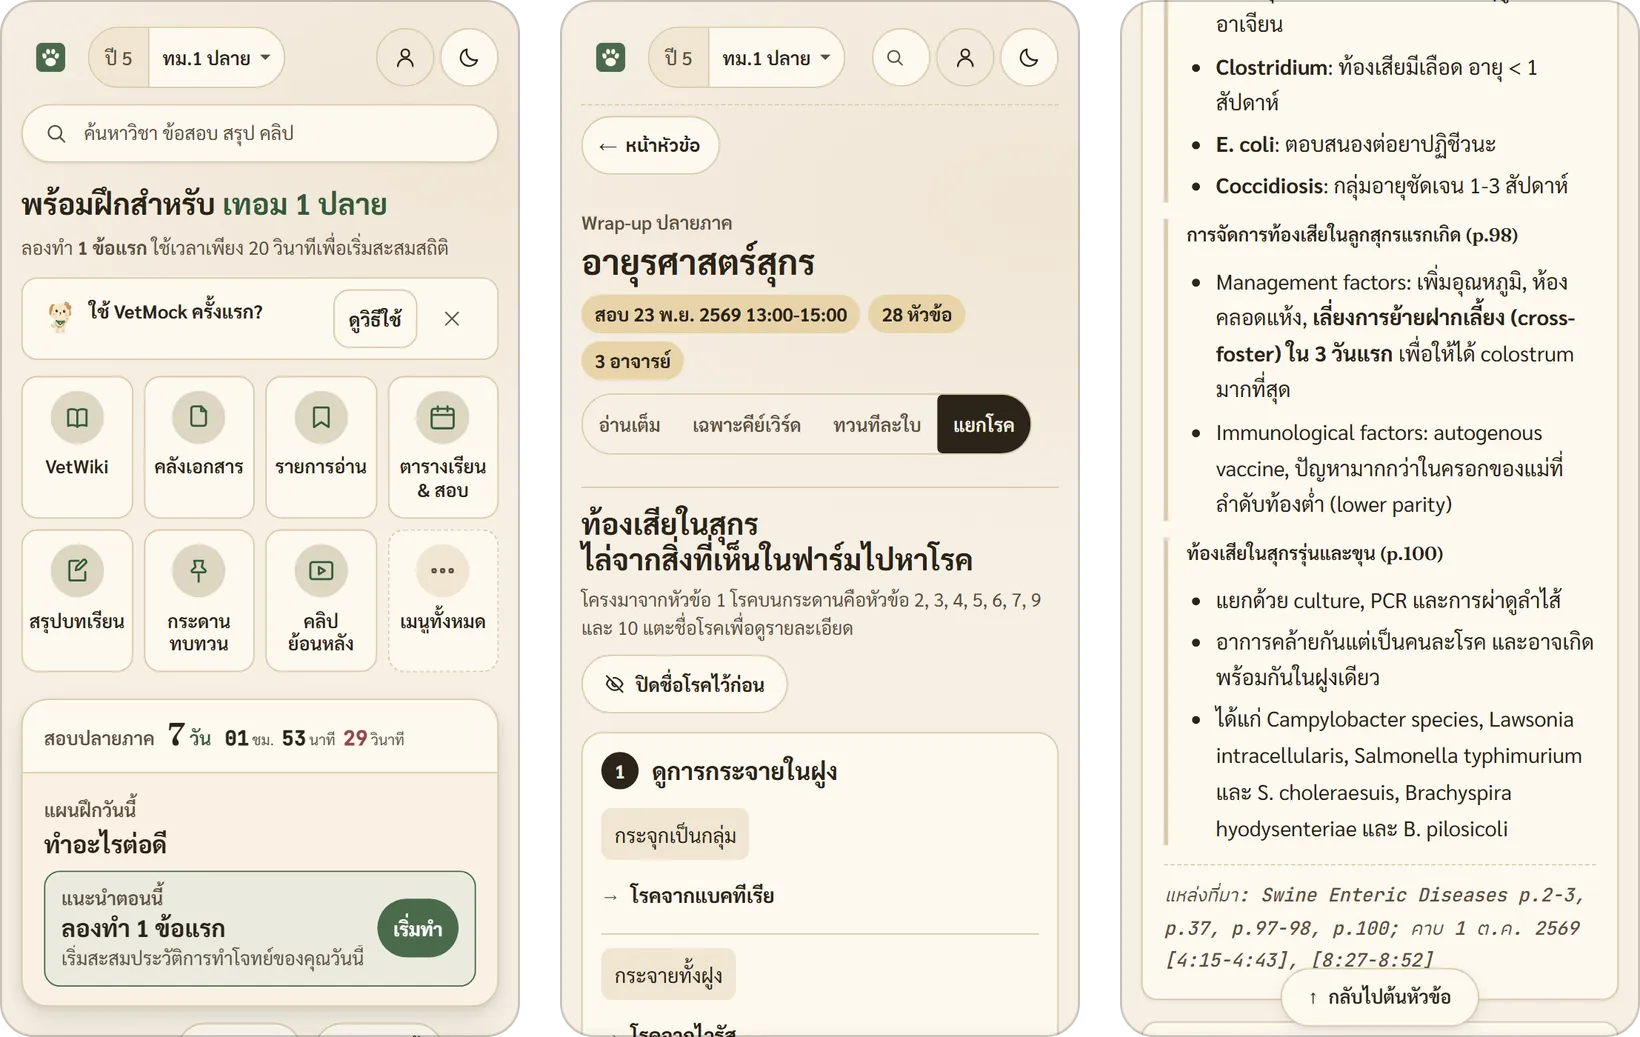 ปี 5
ทม.1 ปลาย
ค้นหาวิชา ข้อสอบ สรุป คลิป
พร้อมฝึกสำหรับ เทอม 1 ปลาย
ลองทำ 1 ข้อแรก ใช้เวลาเพียง 20 วินาทีเพื่อเริ่มสะสมสถิติ
ใช้ VetMock ครั้งแรก?
ดูวิธีใช้
VetWiki
คลังเอกสาร
รายการอ่าน
ตารางเรียน
& สอบ
สรุปบทเรียน
กระดาน
ทบทวน
คลิป
ย้อนหลัง
เมนูทั้งหมด
สอบปลายภาค 7 วัน 01 ชม. 53 นาที 29 วินาที
แผนฝึกวันนี้
ทำอะไรต่อดี
แนะนำตอนนี้
ลองทำ 1 ข้อแรก
เริ่มสะสมประวัติการทำโจทย์ของคุณวันนี้
เริ่มทำ
ปี 5
ทม.1 ปลาย
← หน้าหัวข้อ
Wrap-up ปลายภาค
อายุรศาสตร์สุกร
สอบ 23 พ.ย. 2569 13:00-15:00
28 หัวข้อ
3 อาจารย์
อ่านเต็ม
เฉพาะคีย์เวิร์ด
ทวนทีละใบ
แยกโรค
ท้องเสียในสุกร
ไล่จากสิ่งที่เห็นในฟาร์มไปหาโรค
โครงมาจากหัวข้อ 1 โรคบนกระดานคือหัวข้อ 2, 3, 4, 5, 6, 7, 9
และ 10 แตะชื่อโรคเพื่อดูรายละเอียด
ปิดชื่อโรคไว้ก่อน
1 ดูการกระจายในฝูง
กระจุกเป็นกลุ่ม
→ โรคจากแบคทีเรีย
กระจายทั้งฝูง
→ โรคจากไวรัส
อาเจียน
• Clostridium: ท้องเสียมีเลือด อายุ < 1
สัปดาห์
• E. coli: ตอบสนองต่อยาปฏิชีวนะ
• Coccidiosis: กลุ่มอายุชัดเจน 1-3 สัปดาห์
การจัดการท้องเสียในลูกสุกรแรกเกิด (p.98)
• Management factors: เพิ่มอุณหภูมิ, ห้อง
คลอดแห้ง, เลี่ยงการย้ายฝากเลี้ยง (cross-
foster) ใน 3 วันแรก เพื่อให้ได้ colostrum
มากที่สุด
• Immunological factors: autogenous
vaccine, ปัญหามากกว่าในครอกของแม่ที่
ลำดับท้องต่ำ (lower parity)
ท้องเสียในสุกรรุ่นและขุน (p.100)
• แยกด้วย culture, PCR และการผ่าดูลำไส้
• อาการคล้ายกันแต่เป็นคนละโรค และอาจเกิด
พร้อมกันในฝูงเดียว
• ได้แก่ Campylobacter species, Lawsonia
intracellularis, Salmonella typhimurium
และ S. choleraesuis, Brachyspira
hyodysenteriae และ B. pilosicoli
แหล่งที่มา: Swine Enteric Diseases p.2-3,
p.37, p.97-98, p.100; คาบ 1 ต.ค. 2569
[4:15-4:43], [8:27-8:52]
↑ กลับไปต้นหัวข้อ